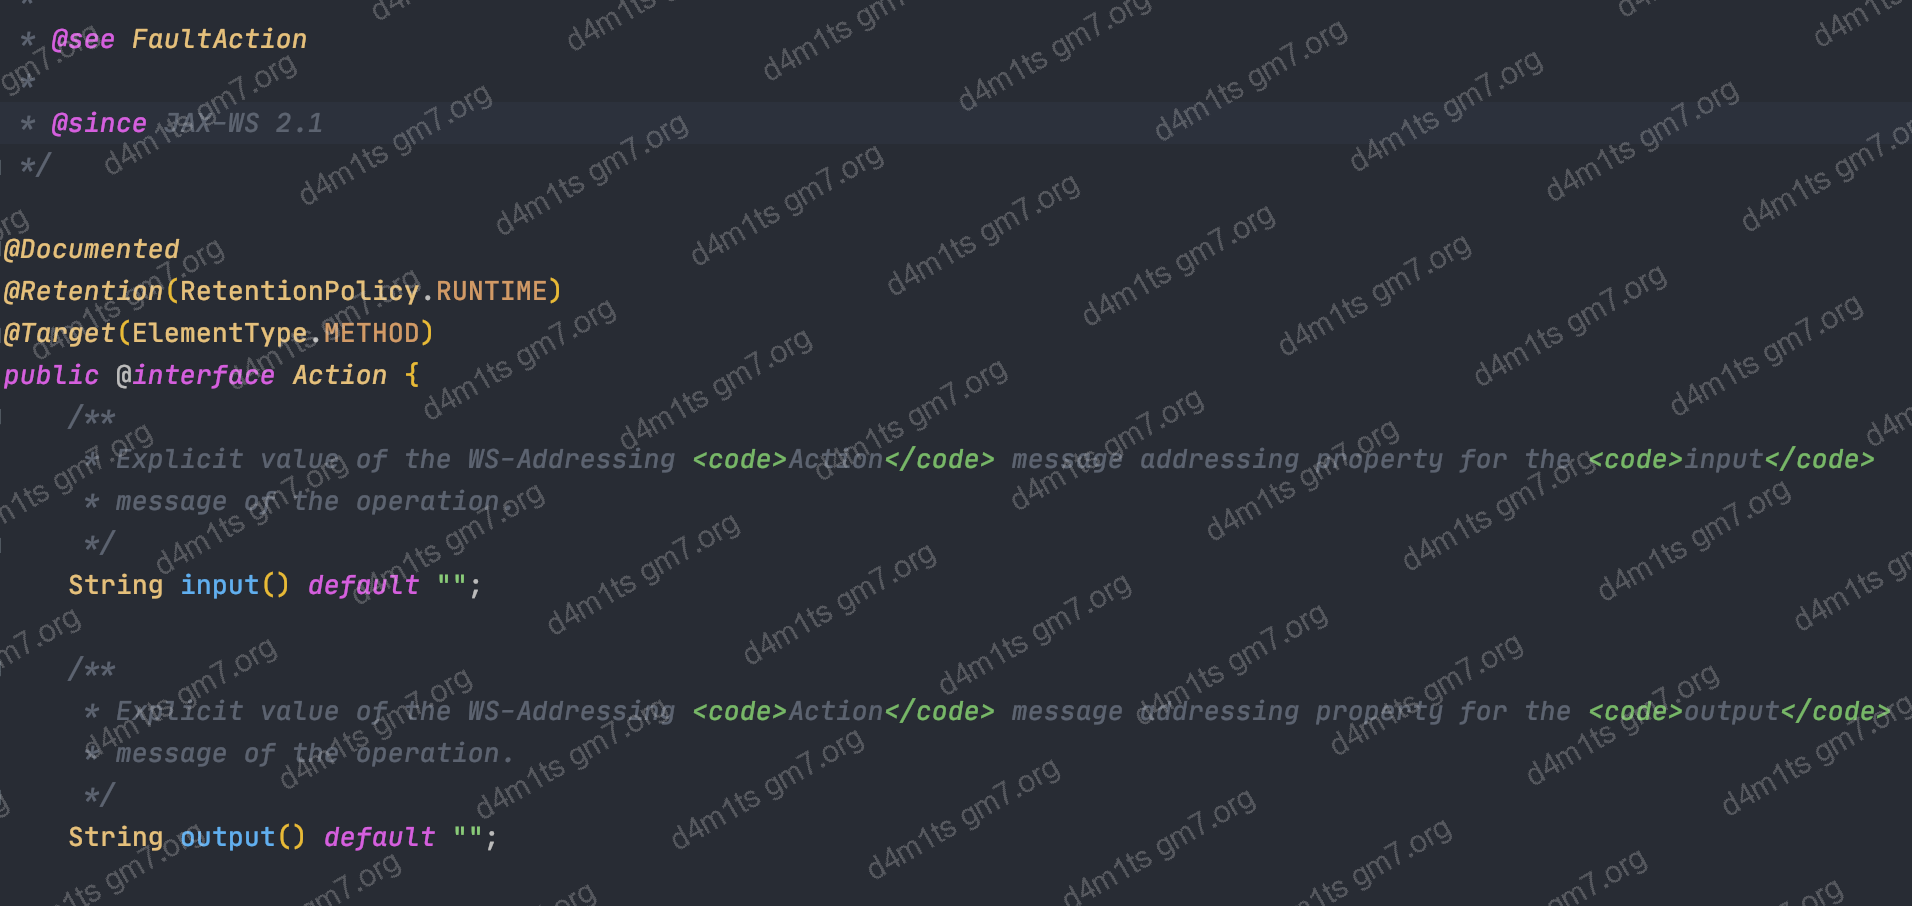 *
* @see FaultAction
*
* @since JAX-WS 2.1
*/
@Documented
@Retention(RetentionPolicy.RUNTIME)
@Target(ElementType.METHOD)
public @interface Action {
/**
* Explicit value of the WS-Addressing <code>Action</code> message addressing property for the <code>input</code>
* message of the operation.
*/
String input() default "";
/**
* Explicit value of the WS-Addressing <code>Action</code> message addressing property for the <code>output</code>
* message of the operation.
*/
String output() default "";
d4m1ts gm7.org